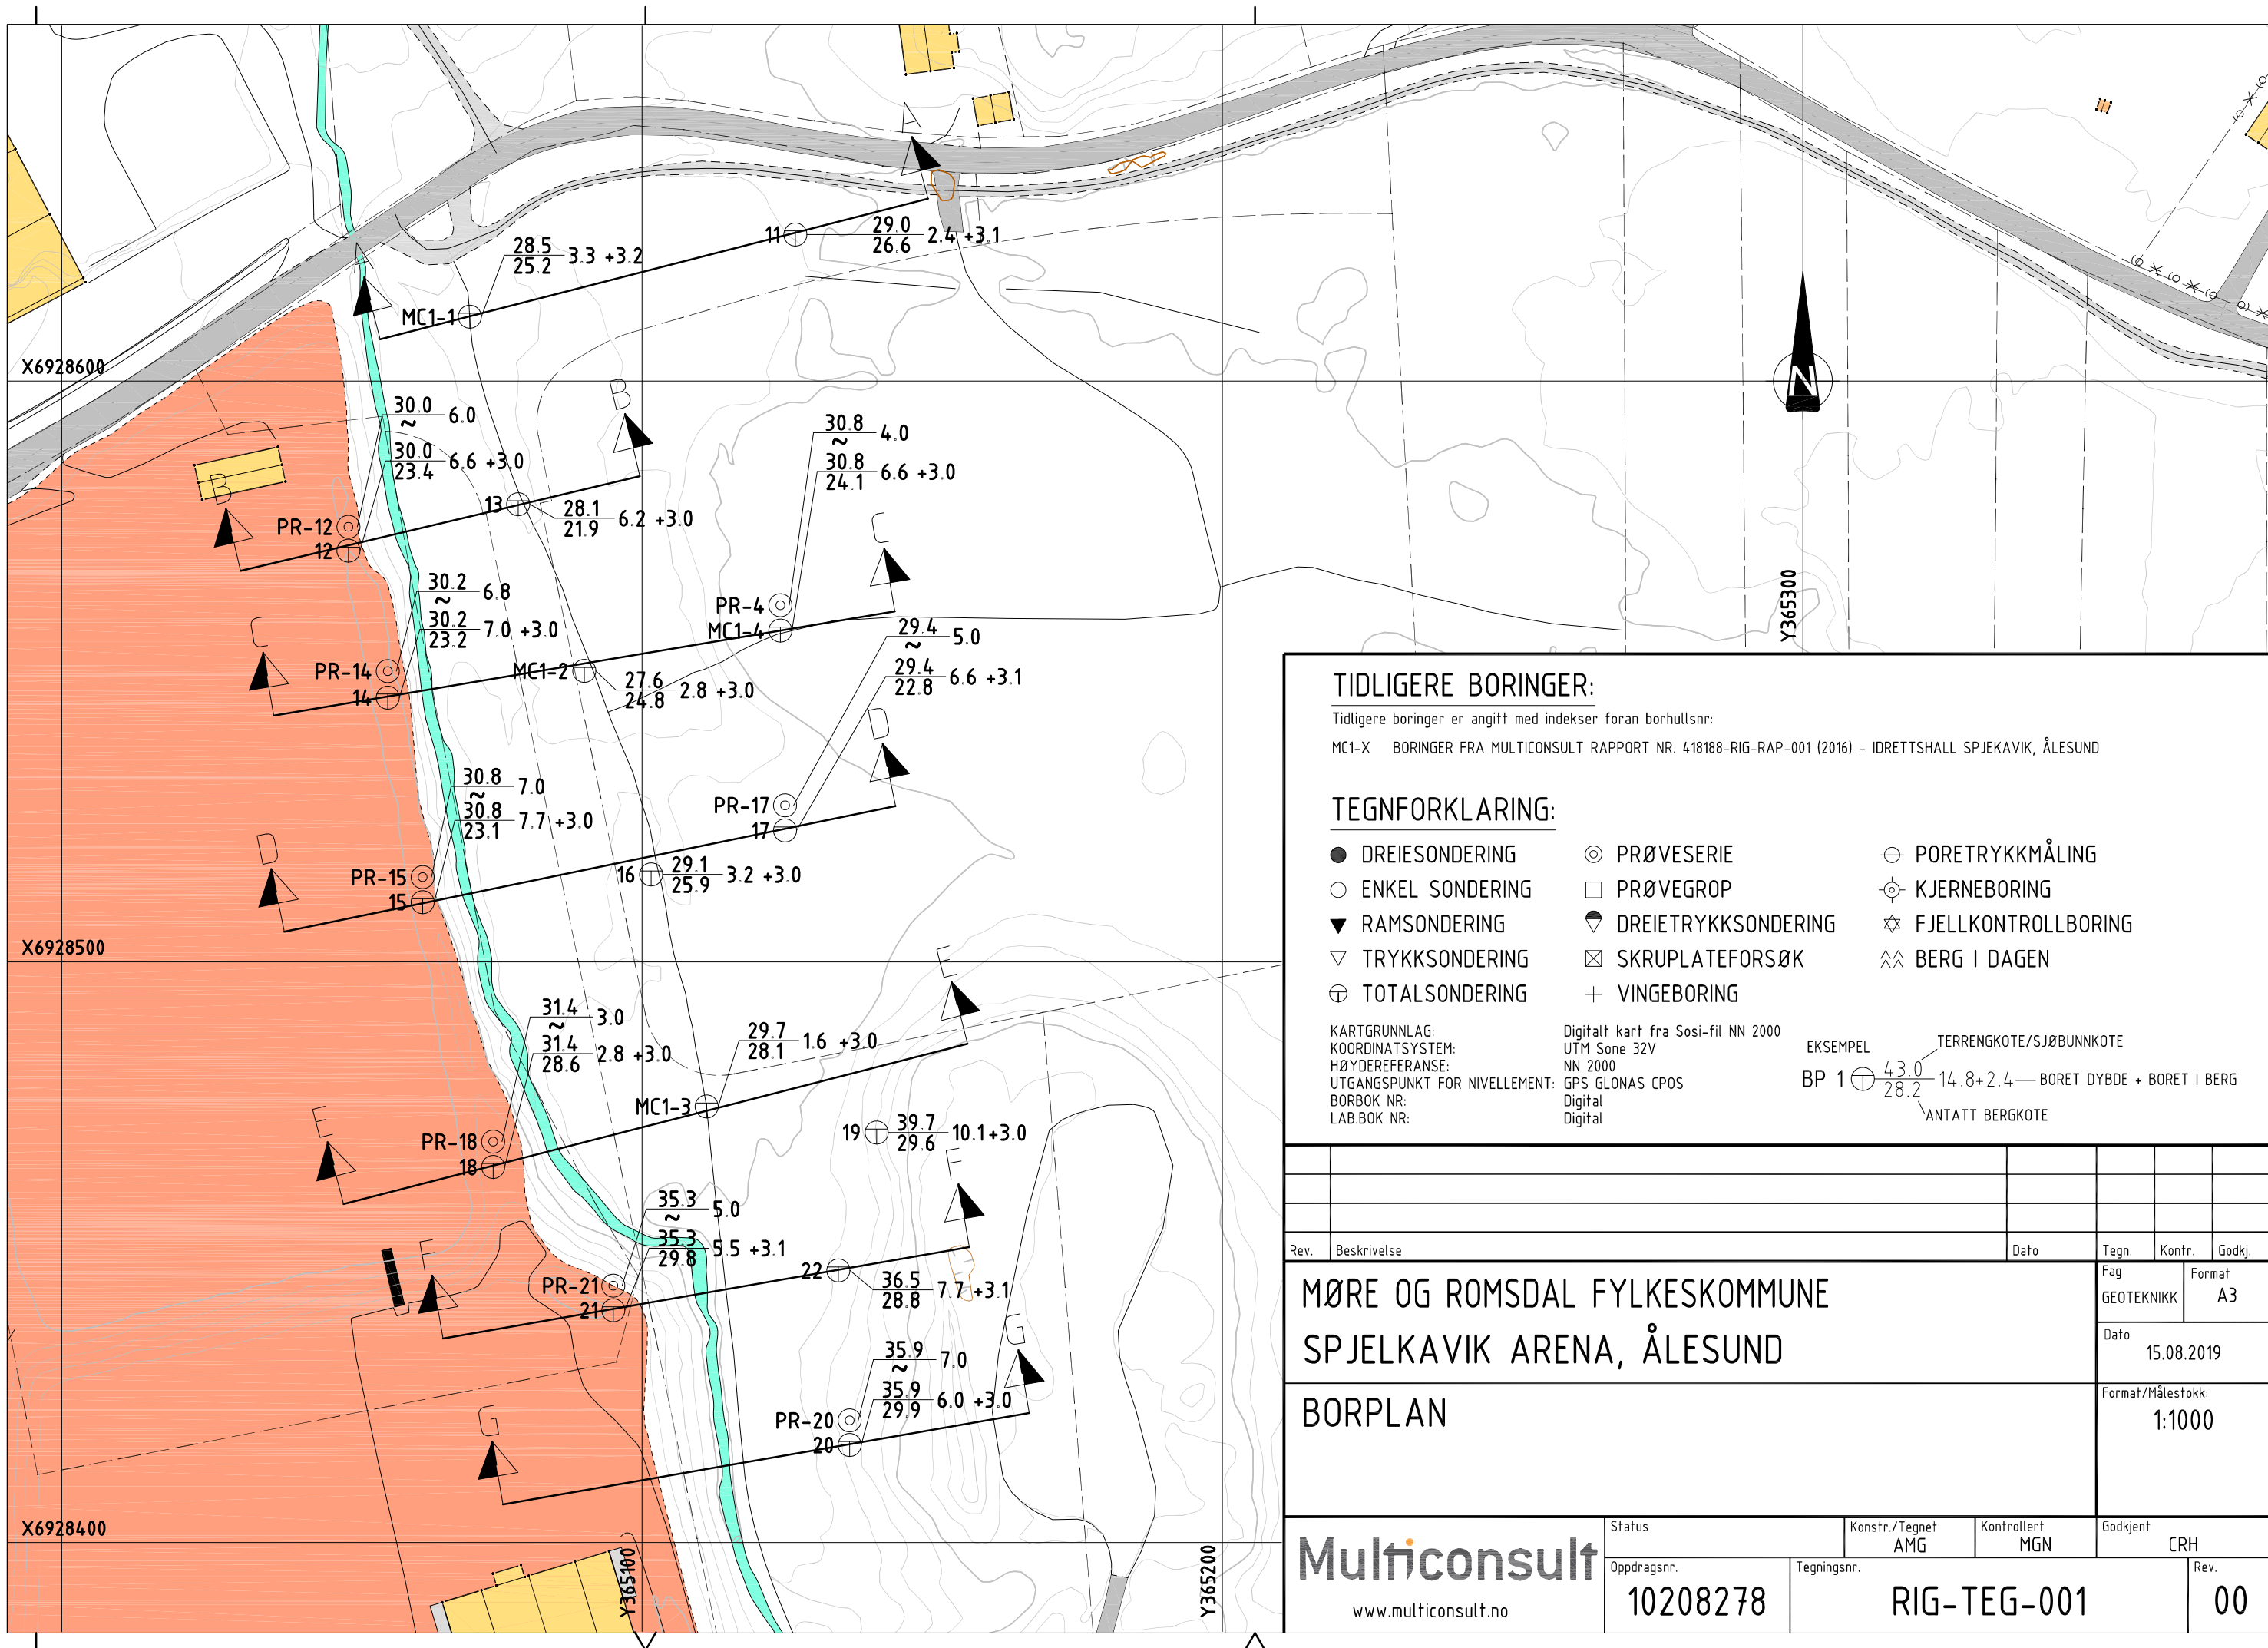 A
11 29.0 2.4 +3.1
26.6
A
28.5 3.3 +3.2
25.2
MC1-1
X6928600
N
B
30.0 6.0
~
30.0 6.6 +3.0
23.4
30.8 4.0
~
30.8 6.6 +3.0
24.1
B
PR-12
12
13 28.1 6.2 +3.0
21.9
C
30.2 6.8
~
30.2 7.0 +3.0
23.2
PR-4
MC1-4
C
PR-14
14
MC1-2
27.6 2.8 +3.0
24.8
29.4 5.0
~
29.4 6.6 +3.1
22.8
D
30.8 7.0
~
30.8 7.7 +3.0
23.1
PR-17
17
D
PR-15
15
16 29.1 3.2 +3.0
25.9
X6928500
E
31.4 3.0
~
31.4 2.8 +3.0
28.6
29.7 1.6 +3.0
28.1
MC1-3
E
PR-18
18
19 39.7 10.1+3.0
29.6
F
35.3 5.0
~
35.3 5.5 +3.1
29.8
F
PR-21
21
22 36.5 7.7 +3.1
28.8
G
35.9 7.0
~
35.9 6.0 +3.0
29.9
G
PR-20
20
X6928400
Y365100
Y365200
Y365300
TIDLIGERE BORINGER:
Tidligere boringer er angitt med indekser foran borhullsnr:
MC1-X BORINGER FRA MULTICONSULT RAPPORT NR. 418188-RIG-RAP-001 (2016) - IDRETTSHALL SPJEKAVIK, ÅLESUND
TEGNFORKLARING:
DREIESONDERING PRØVESERIE PORETRYKKMÅLING
ENKEL SONDERING PRØVEGROP KJERNEBORING
RAMSONDERING DREIETRYKKSONDERING FJELLKONTROLLBORING
TRYKKSONDERING SKRUPLATEFORSØK BERG I DAGEN
TOTALSONDERING VINGEBORING
KARTGRUNNLAG: Digitalt kart fra Sosi-fil NN 2000
KOORDINATSYSTEM: UTM Sone 32V
HØYDEREFERANSE: NN 2000
UTGANGSPUNKT FOR NIVELLEMENT: GPS GLONAS CPOS
BORBOK NR: Digital
LAB.BOK NR: Digital
EKSEMPEL TERRENGKOTE/SJØBUNNKOTE
BP 1 43.0 14.8+2.4 BORET DYBDE + BORET I BERG
28.2
ANTATT BERGKOTE
Rev. Beskrivelse Dato Tegn. Kontr. Godkj.
MØRE OG ROMSDAL FYLKESKOMMUNE
SPJELKAVIK ARENA, ÅLESUND
Fag
GEOTEKNIKK
Format
A3
Dato
15.08.2019
BORPLAN
Format/Målestokk:
1:1000
Multiconsult
www.multiconsult.no
Status
Konstr./Tegnet
AMG
Kontrollert
MGN
Godkjent
CRH
Oppdragsnr.
10208278
Tegningsnr.
RIG-TEG-001
Rev.
00